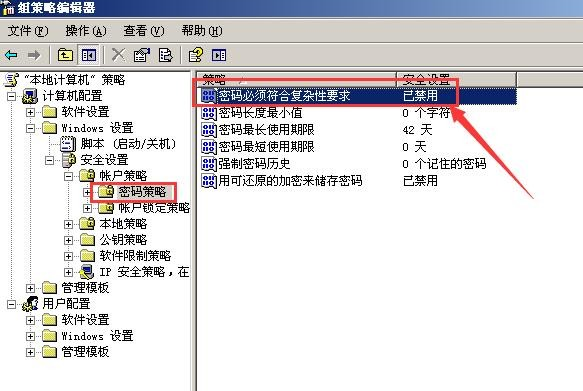 组策略编辑器
文件(F) 操作(A) 查看(V) 帮助(H)
"本地计算机" 策略
计算机配置
软件设置
Windows 设置
脚本 (启动/关机)
安全设置
帐户策略
密码策略
帐户锁定策略
本地策略
公钥策略
软件限制策略
IP 安全策略，在
管理模板
用户配置
软件设置
Windows 设置
管理模板
策略 安全设置
密码必须符合复杂性要求 已禁用
密码长度最小值 0 个字符
密码最长使用期限 42 天
密码最短使用期限 0 天
强制密码历史 0 个记住的密码
用可还原的加密来储存密码 已禁用